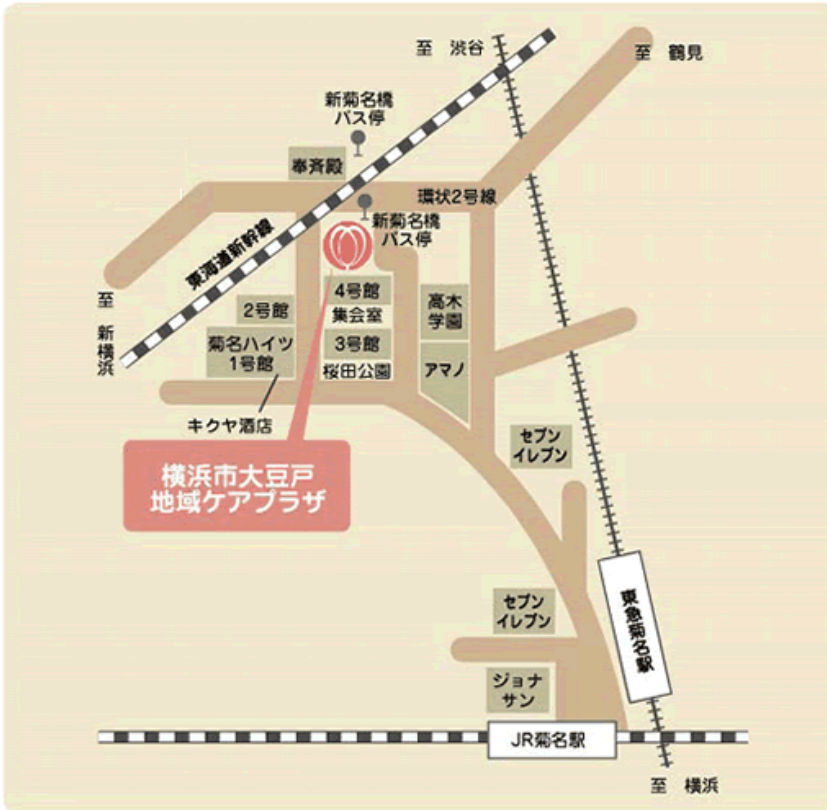 至 渋谷
至 鶴見
新菊名橋
バス停
奉斉殿
環状2号線
新菊名橋
バス停
東海道新幹線
至 新横浜
4号館
集会室
2号館
高木
学園
3号館
菊名ハイツ
1号館
桜田公園
アマノ
キクヤ酒店
セブン
イレブン
横浜市大豆戸
地域ケアプラザ
セブン
イレブン
東急菊名駅
ジョナ
サン
JR菊名駅
至 横浜